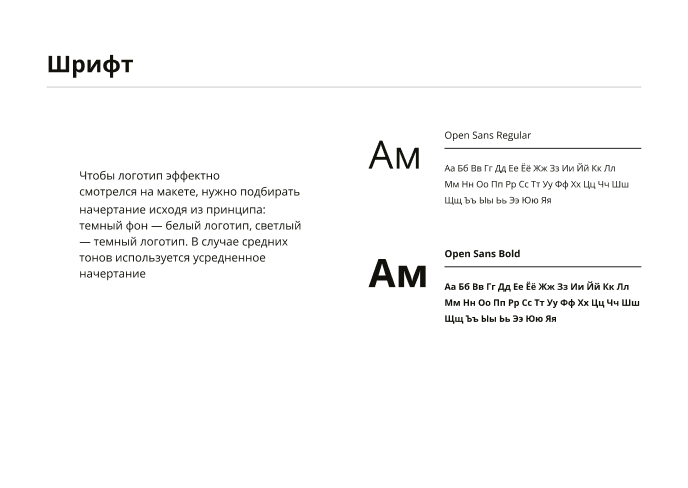 Шрифт
Чтобы логотип эффектно
смотрелся на макете, нужно подбирать
начертание исходя из принципа:
темный фон — белый логотип, светлый
— темный логотип. В случае средних
тонов используется усредненное
начертание
Ам
Open Sans Regular
Аа Бб Вв Гг Дд Ее Ёё Жж Зз Ии Йй Кк Лл
Мм Нн Оо Пп Рр Сс Тт Уу Фф Хх Цц Чч Шш
Щщ Ъъ Ыы Ьь Ээ Юю Яя
Ам
Open Sans Bold
Аа Бб Вв Гг Дд Ее Ёё Жж Зз Ии Йй Кк Лл
Мм Нн Оо Пп Рр Сс Тт Уу Фф Хх Цц Чч Шш
Щщ Ъъ Ыы Ьь Ээ Юю Яя